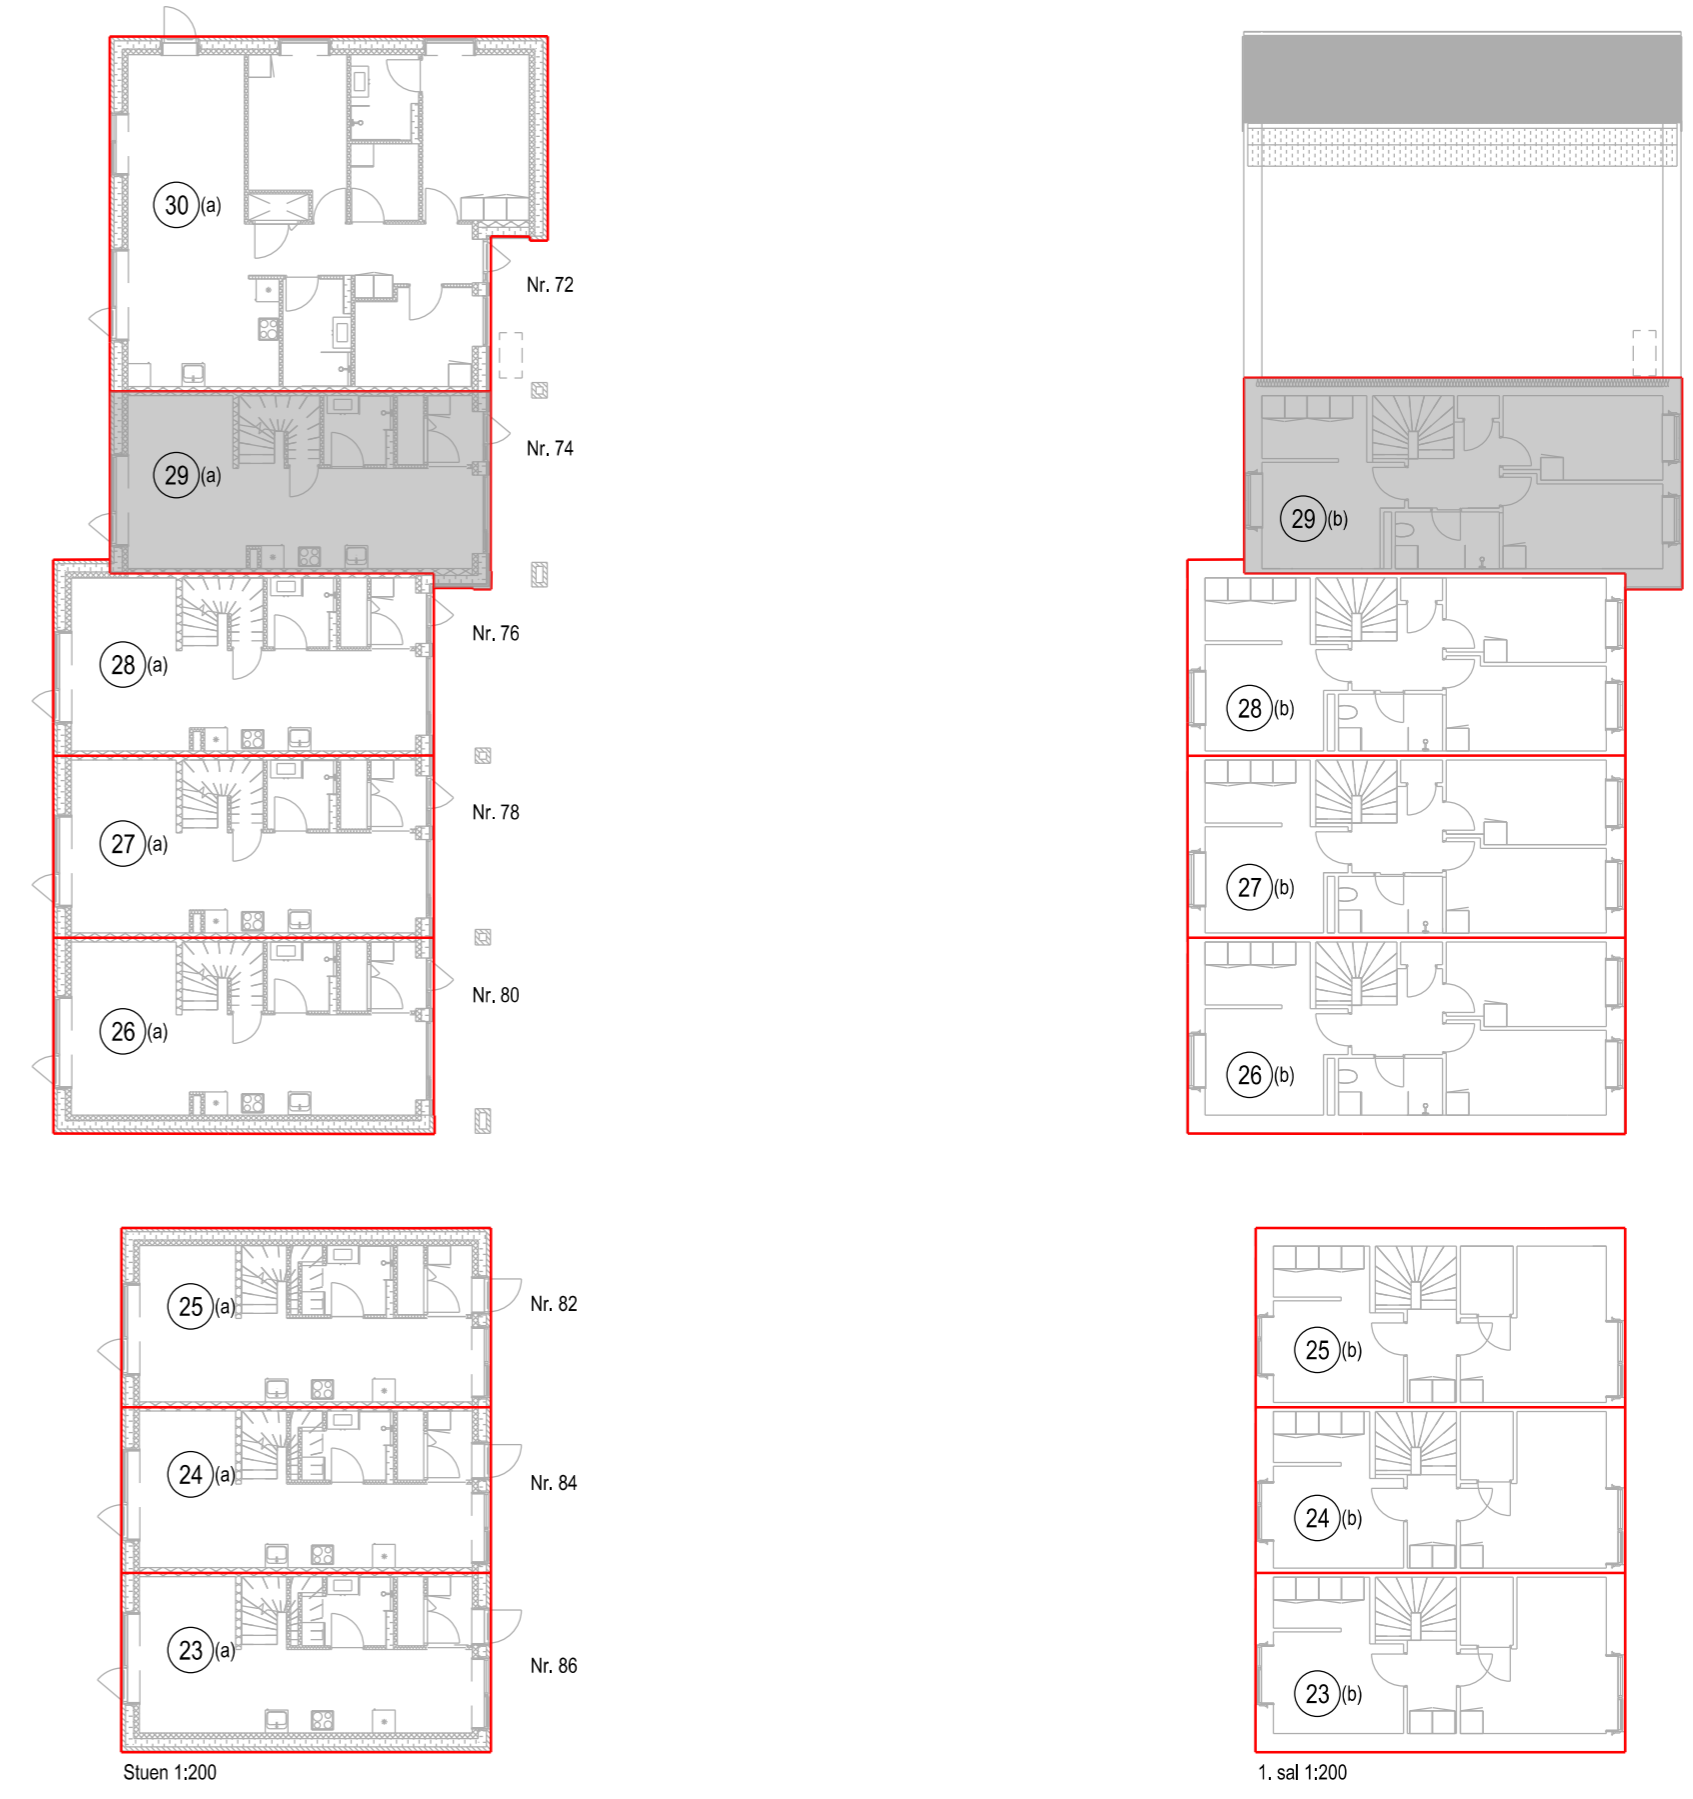 30 (a)
Nr. 72
Nr. 74
29 (a)
29 (b)
Nr. 76
28 (a)
28 (b)
Nr. 78
27 (a)
27 (b)
Nr. 80
26 (a)
26 (b)
25 (a)
Nr. 82
25 (b)
24 (a)
Nr. 84
24 (b)
23 (a)
Nr. 86
23 (b)
Stuen 1:200
1. sal 1:200